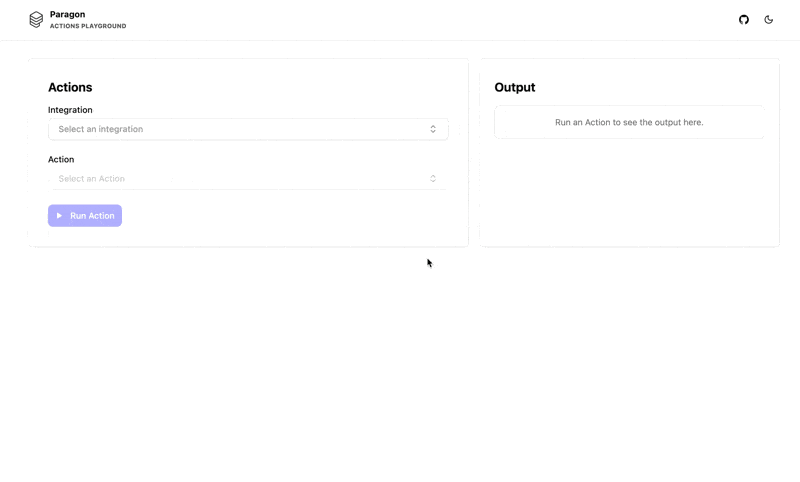 Paragon
ACTIONS PLAYGROUND
Actions
Integration
Select an integration
Action
Select an Action
Run Action
Output
Run an Action to see the output here.